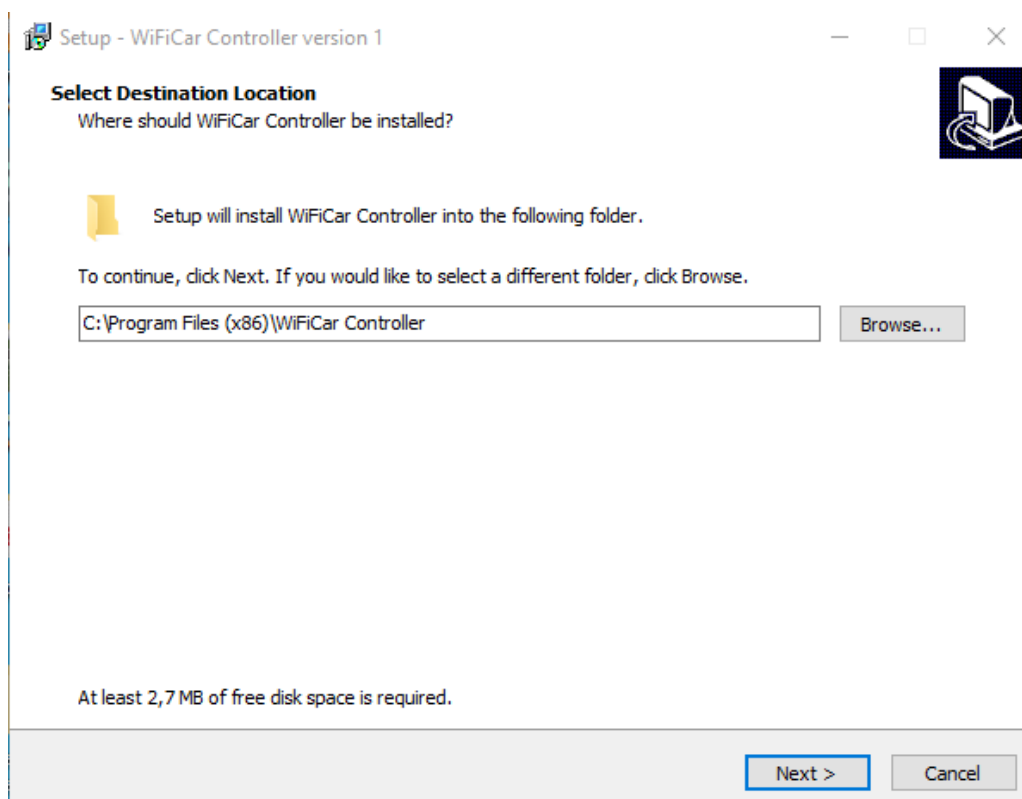 Setup - WiFiCar Controller version 1
Select Destination Location
Where should WiFiCar Controller be installed?
Setup will install WiFiCar Controller into the following folder.
To continue, click Next. If you would like to select a different folder, click Browse.
C:\Program Files (x86)\WiFiCar Controller
Browse...
At least 2,7 MB of free disk space is required.
Next >
Cancel